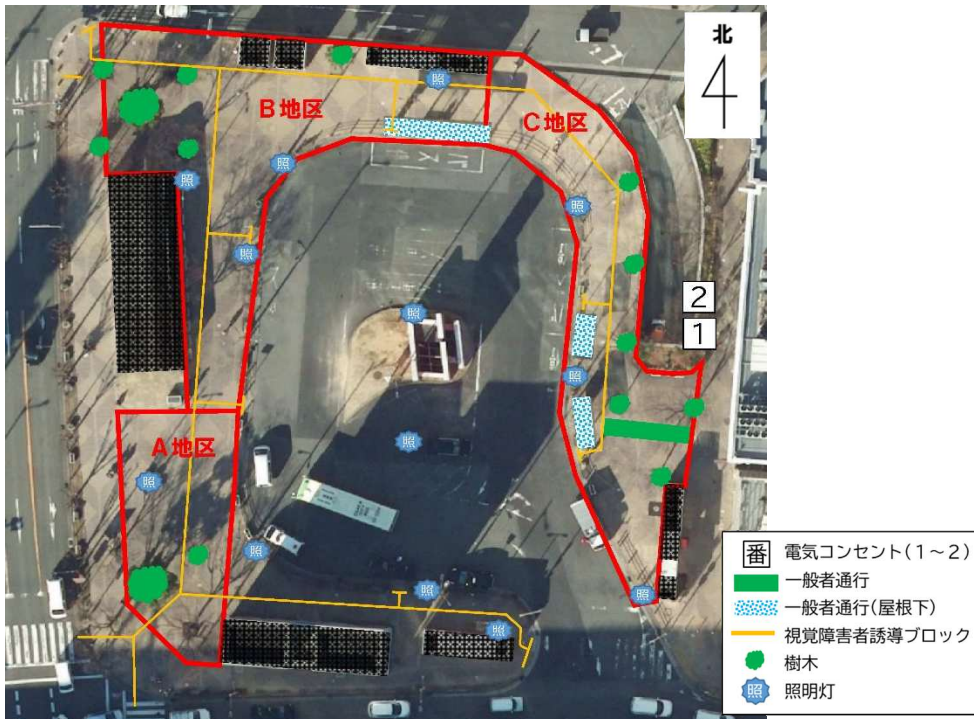 北
B地区
C地区
A地区
照
照
照
照
照
照
照
照
照
照
照
照
照
2
1
番 電気コンセント(1~2)
一般者通行
一般者通行(屋根下)
視覚障害者誘導ブロック
樹木
照 照明灯